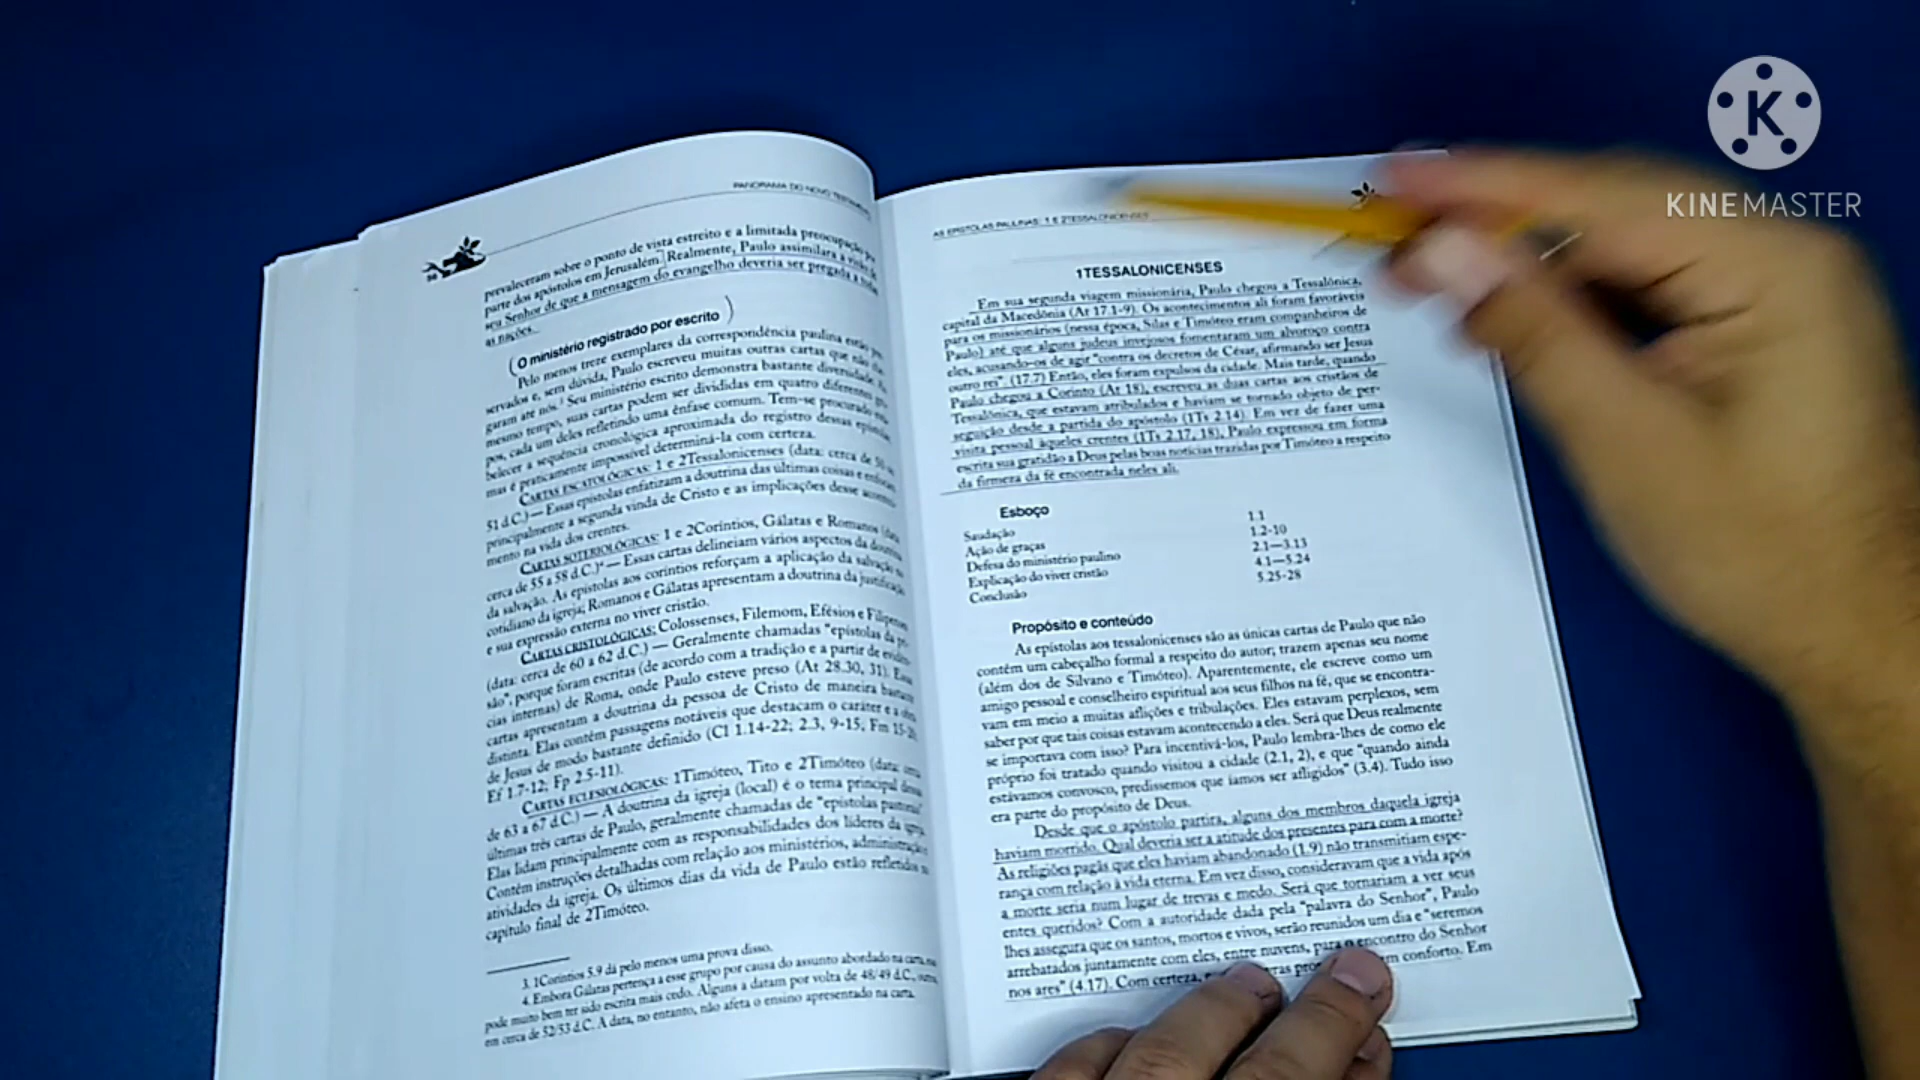 PANORAMA DO NOVO
prevaleceram sobre o ponto de vista estreito e a limitada preocupação por
parte dos apóstolos em Jerusalém. Realmente, Paulo assimilara a visão de
seu Senhor de que a mensagem do evangelho deveria ser pregada a todas
as nações.
O ministério registrado por escrito
Pelo menos treze exemplares da correspondência paulina estão
servados e, sem dúvida, Paulo escreveu muitas outras cartas que não
garam até nós.³ Seu ministério escrito demonstra bastante diversidade.
mesmo tempo, suas cartas podem ser divididas em quatro diferentes
pos, cada um deles refletindo uma ênfase comum. Tem-se procurado
belecer a sequência cronológica aproximada do registro dessas
mas é praticamente impossível determiná-la com certeza.
CARTAS ESCATOLÓGICAS: 1 e 2Tessalonicenses (data: cerca de
51 d.C.) — Essas epístolas enfatizam a doutrina das últimas coisas e
principalmente a segunda vinda de Cristo e as implicações desse
mento na vida dos crentes.
CARTAS SOTERIOLÓGICAS: 1 e 2Coríntios, Gálatas e Romanos
cerca de 55 a 58 d.C.)⁴ — Essas cartas delineiam vários aspectos da doutrina
da salvação. As epístolas aos coríntios reforçam a aplicação da salvação no
cotidiano da igreja; Romanos e Gálatas apresentam a doutrina da justificação
e sua expressão externa no viver cristão.
CARTAS CRISTOLÓGICAS: Colossenses, Filemom, Efésios e Filipenses
(data: cerca de 60 a 62 d.C.) — Geralmente chamadas "epístolas da pri-
são", porque foram escritas (de acordo com a tradição e a partir de evidên-
cias internas) de Roma, onde Paulo esteve preso (At 28.30, 31). Essas
cartas apresentam a doutrina da pessoa de Cristo de maneira bastante
distinta. Elas contêm passagens notáveis que destacam o caráter e a obra
de Jesus de modo bastante definido (Cl 1.14-22; 2.3, 9-15, Fm
Ef 1.7-12; Fp 2.5-11).
CARTAS ECLESIOLÓGICAS: 1Timóteo, Tito e 2Timóteo (data:
de 63 a 67 d.C.) — A doutrina da igreja (local) é o tema principal dessas
últimas três cartas de Paulo, geralmente chamadas de "epístolas pastorais".
Elas lidam principalmente com as responsabilidades dos líderes da igreja.
Contêm instruções detalhadas com relação aos ministérios, administração
atividades da igreja. Os últimos dias da vida de Paulo estão refletidos
capítulo final de 2Timóteo.
3. 1Coríntios 5.9 dá pelo menos uma prova disso.
4. Embora Gálatas pertença a esse grupo por causa do assunto abordado na carta,
pode muito bem ter sido escrita mais cedo. Alguns a datam por volta de 48/49 d.C.,
em cerca de 52/53 d.C. A data, no entanto, não afeta o ensino apresentado na carta.
AS EPÍSTOLAS PAULINAS: 1 E 2TESSALONICENSES
1TESSALONICENSES
Em sua segunda viagem missionária, Paulo chegou a Tessalônica,
capital da Macedônia (At 17.1-9). Os acontecimentos ali foram favoráveis
para os missionários (nessa época, Silas e Timóteo eram companheiros de
Paulo) até que alguns judeus invejosos fomentaram um alvoroço contra
eles, acusando-os de agir "contra os decretos de César, afirmando ser Jesus
outro rei". (17.7) Então, eles foram expulsos da cidade. Mais tarde, quando
Paulo chegou a Corinto (At 18), escreveu as duas cartas aos cristãos de
Tessalônica, que estavam atribulados e haviam se tornado objeto de per-
seguição desde a partida do apóstolo (1Ts 2.14). Em vez de fazer uma
visita pessoal àqueles crentes (1Ts 2.17, 18), Paulo expressou em forma
escrita sua gratidão a Deus pelas boas notícias trazidas por Timóteo a respeito
da firmeza da fé encontrada neles ali.
Esboço
Saudação 1.1
Ação de graças 1.2-10
Defesa do ministério paulino 2.1—3.13
Explicação do viver cristão 4.1—5.24
Conclusão 5.25-28
Propósito e conteúdo
As epístolas aos tessalonicenses são as únicas cartas de Paulo que não
contêm um cabeçalho formal a respeito do autor; trazem apenas seu nome
(além dos de Silvano e Timóteo). Aparentemente, ele escreve como um
amigo pessoal e conselheiro espiritual aos seus filhos na fé, que se encontra-
vam em meio a muitas aflições e tribulações. Eles estavam perplexos, sem
saber por que tais coisas estavam acontecendo a eles. Será que Deus realmente
se importava com isso? Para incentivá-los, Paulo lembra-lhes de como ele
próprio foi tratado quando visitou a cidade (2.1, 2), e que "quando ainda
estávamos convosco, predissemos que íamos ser afligidos" (3.4). Tudo isso
era parte do propósito de Deus.
Desde que o apóstolo partira, alguns dos membros daquela igreja
haviam morrido. Qual deveria ser a atitude dos presentes para com a morte?
As religiões pagãs que eles haviam abandonado (1.9) não transmitiam espe-
rança com relação à vida eterna. Em vez disso, consideravam que a vida após
a morte seria num lugar de trevas e medo. Será que tornariam a ver seus
entes queridos? Com a autoridade dada pela "palavra do Senhor", Paulo
lhes assegura que os santos, mortos e vivos, serão reunidos um dia e "seremos
arrebatados juntamente com eles, entre nuvens, para o encontro do Senhor
nos ares" (4.17). Com certeza, conforto. Em
K
KINEMASTER